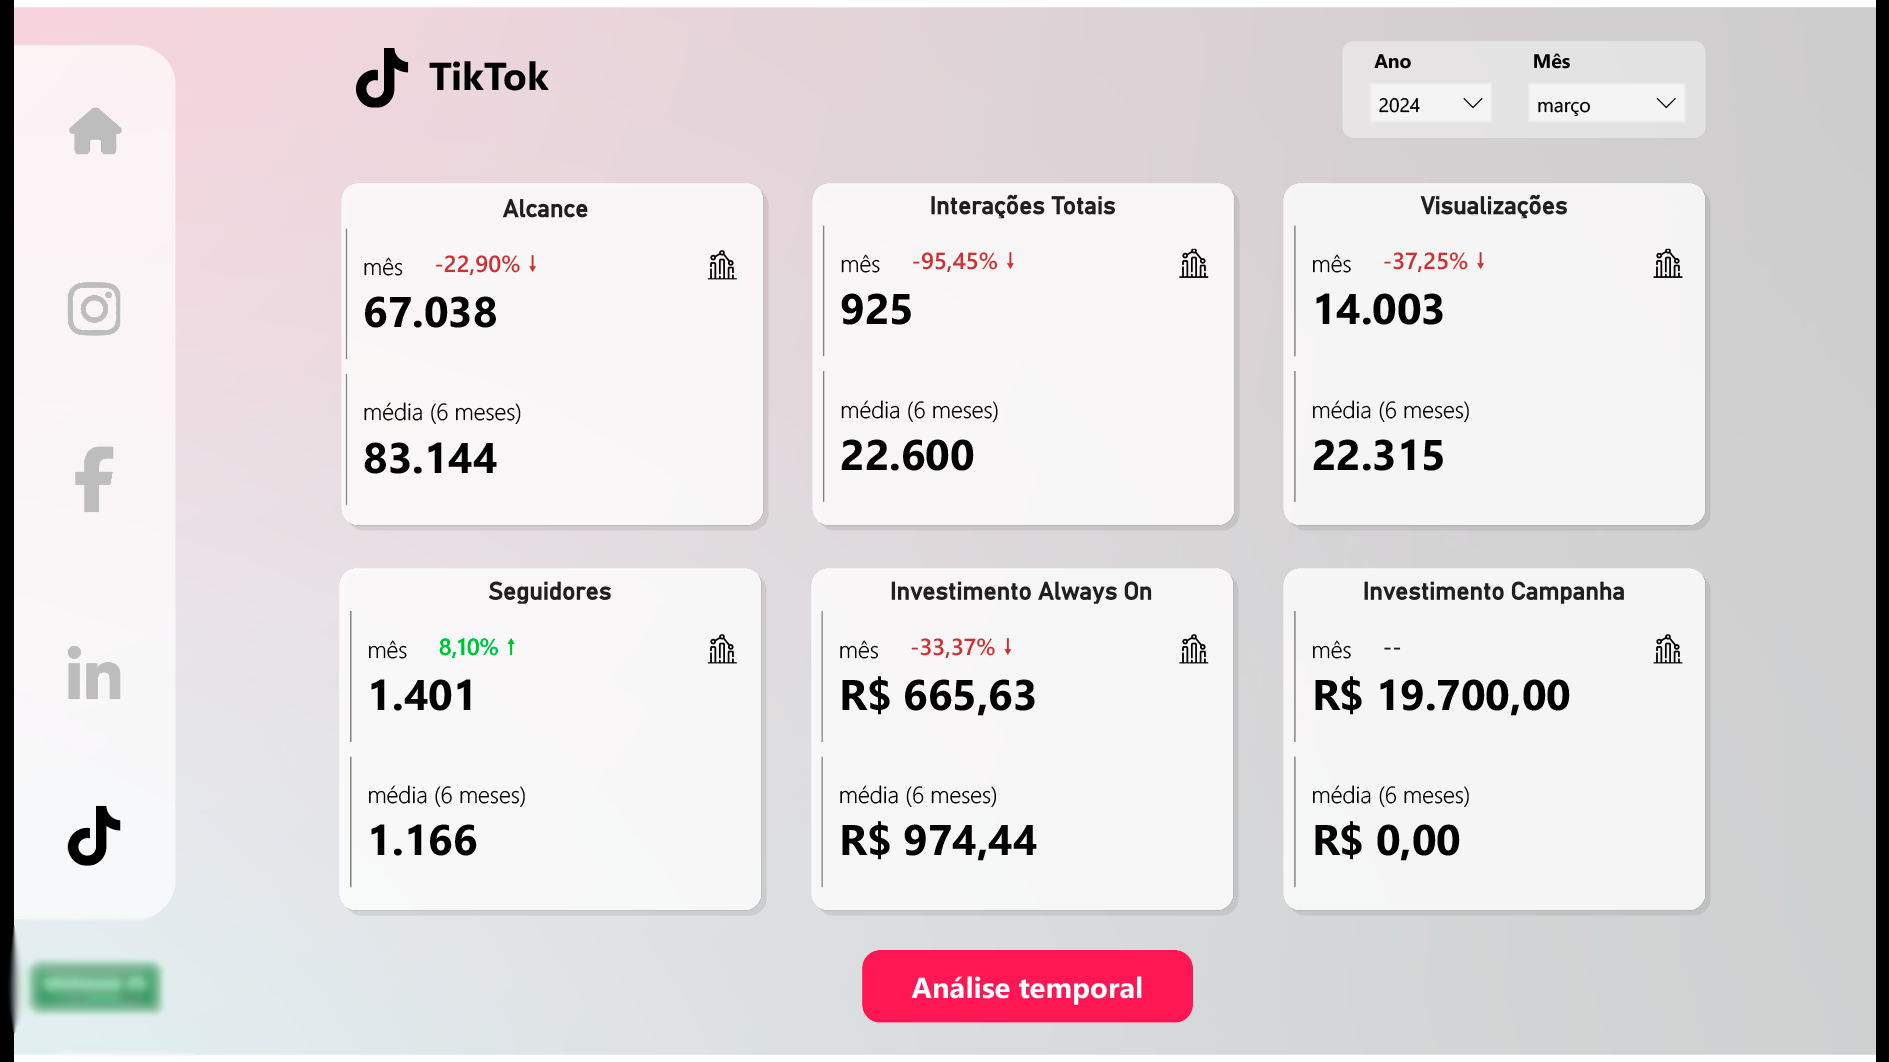 TikTok
Ano
Mês
2024
março
Alcance
mês -22,90% ↓
67.038
média (6 meses)
83.144
Interações Totais
mês -95,45% ↓
925
média (6 meses)
22.600
Visualizações
mês -37,25% ↓
14.003
média (6 meses)
22.315
Seguidores
mês 8,10% ↑
1.401
média (6 meses)
1.166
Investimento Always On
mês -33,37% ↓
R$ 665,63
média (6 meses)
R$ 974,44
Investimento Campanha
mês --
R$ 19.700,00
média (6 meses)
R$ 0,00
in
Análise temporal